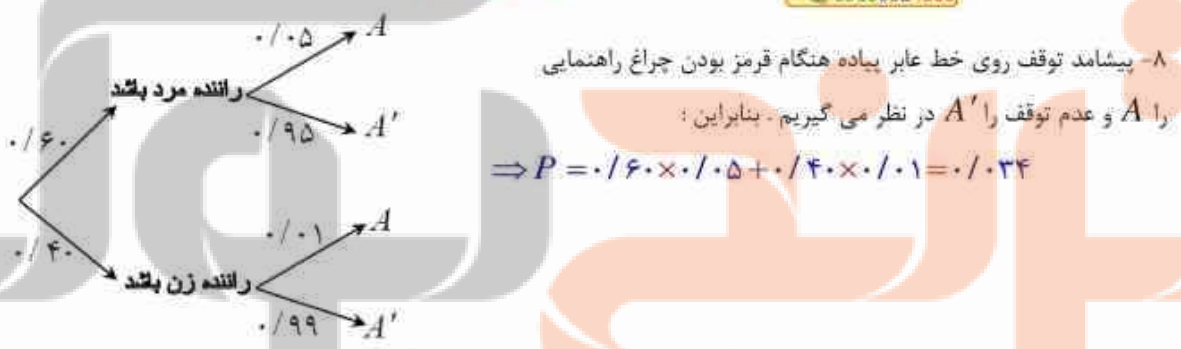 ۸- پیشامد توقف روی خط عابر پیاده هنگام قرمز بودن چراغ راهنمایی
را A و عدم توقف را A' در نظر می گیریم . بنابراین :
⇒ P = ۰/۶۰×۰/۰۵+۰/۴۰×۰/۰۱=۰/۰۳۴
۰/۰۵
A
راننده مرد باشد
۰/۹۵
A'
۰/۶۰
۰/۴۰
۰/۰۱
A
راننده زن باشد
۰/۹۹
A'